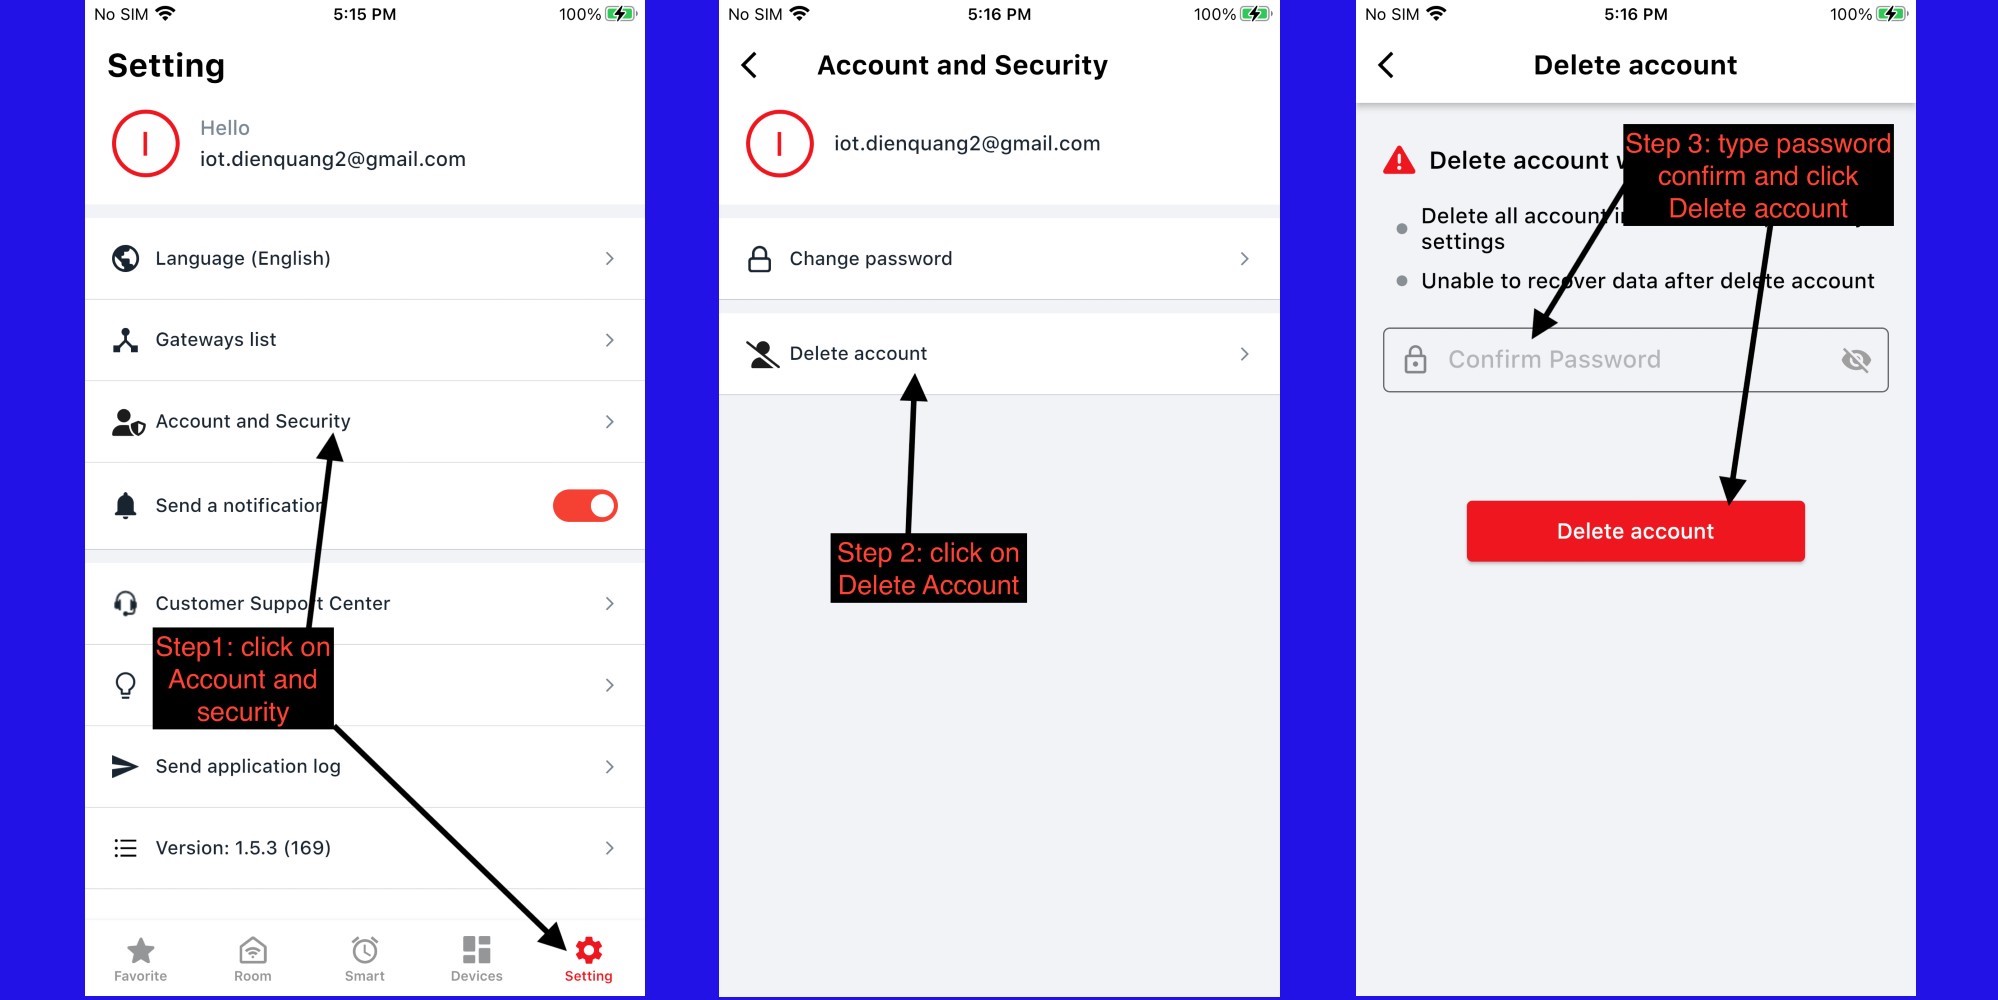 No SIM 5:15 PM 100%
Setting
Hello
iot.dienquang2@gmail.com
Language (English)
Gateways list
Account and Security
Send a notification
Customer Support Center
Step1: click on
Account and
security
Send application log
Version: 1.5.3 (169)
Favorite Room Smart Devices Setting
No SIM 5:16 PM 100%
Account and Security
iot.dienquang2@gmail.com
Change password
Delete account
Step 2: click on
Delete Account
No SIM 5:16 PM 100%
Delete account
Step 3: type password
confirm and click
Delete account
Delete account
Delete all account
settings
Unable to recover data after delete account
Confirm Password
Delete account